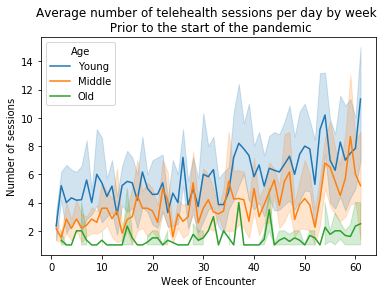 Average number of telehealth sessions per day by week
Prior to the start of the pandemic
Age
Young
Middle
Old
Number of sessions
14
12
10
8
6
4
2
0
10
20
30
40
50
60
Week of Encounter